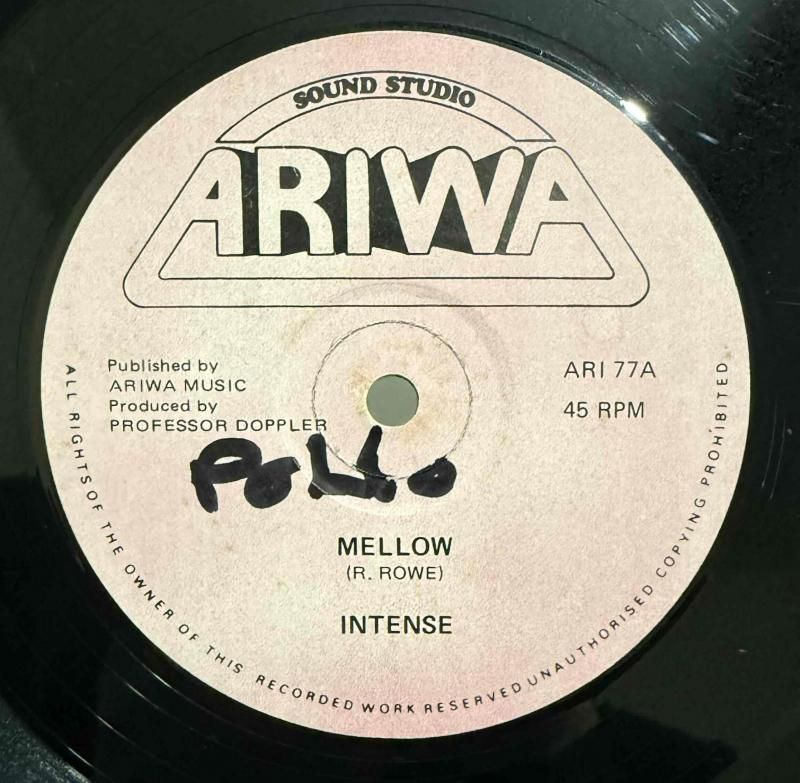 SOUND STUDIO
ARIWA
Published by
ARIWA MUSIC
Produced by
PROFESSOR DOPPLER
ARI 77A
45 RPM
MELLOW
(R. ROWE)
INTENSE
ALL RIGHTS OF THE OWNER OF THIS RECORDED WORK RESERVED UNAUTHORISED COPYING PROHIBITED